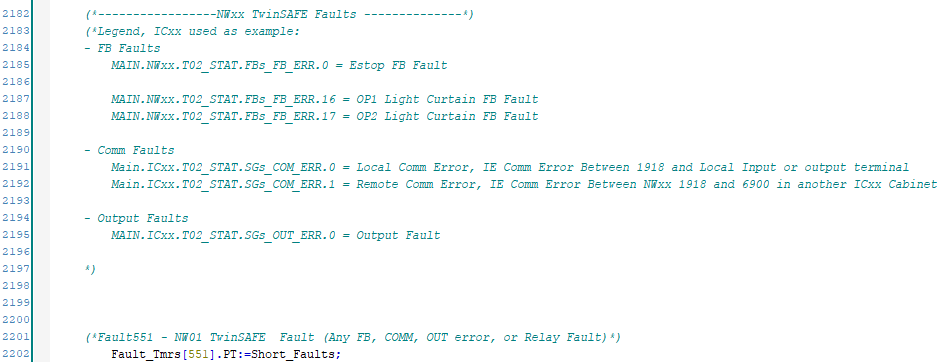 2182 (*-----------------NWxx TwinSAFE Faults --------------*)
2183 (*Legend, ICxx used as example:
2184 - FB Faults
2185 MAIN.NWxx.T02_STAT.FBs_FB_ERR.0 = Estop FB Fault
2186
2187 MAIN.NWxx.T02_STAT.FBs_FB_ERR.16 = OP1 Light Curtain FB Fault
2188 MAIN.NWxx.T02_STAT.FBs_FB_ERR.17 = OP2 Light Curtain FB Fault
2189
2190 - Comm Faults
2191 Main.ICxx.T02_STAT.SGs_COM_ERR.0 = Local Comm Error, IE Comm Error Between 1918 and Local Input or output terminal
2192 Main.ICxx.T02_STAT.SGs_COM_ERR.1 = Remote Comm Error, IE Comm Error Between NWxx 1918 and 6900 in another ICxx Cabinet
2193
2194 - Output Faults
2195 MAIN.ICxx.T02_STAT.SGs_OUT_ERR.0 = Output Fault
2196
2197 *)
2198
2199
2200
2201 (*Fault551 - NW01 TwinSAFE  Fault (Any FB, COMM, OUT error, or Relay Fault)*)
2202 Fault_Tmrs[551].PT:=Short_Faults;